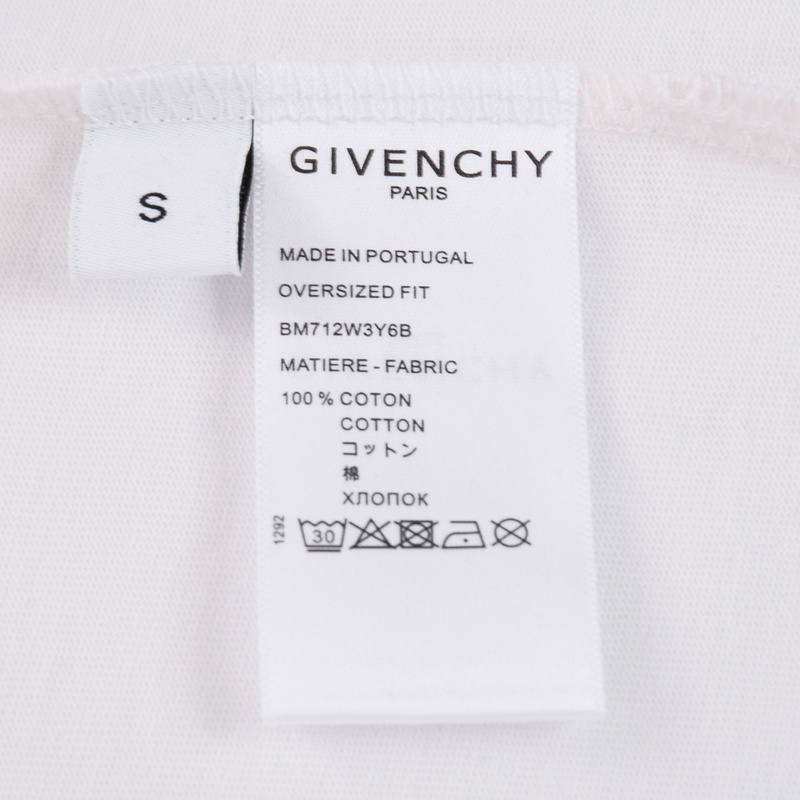 S
GIVENCHY
PARIS
MADE IN PORTUGAL
OVERSIZED FIT
BM712W3Y6B
MATIERE - FABRIC
100 % COTON
COTTON
コットン
棉
ХЛОПОК
1292
30